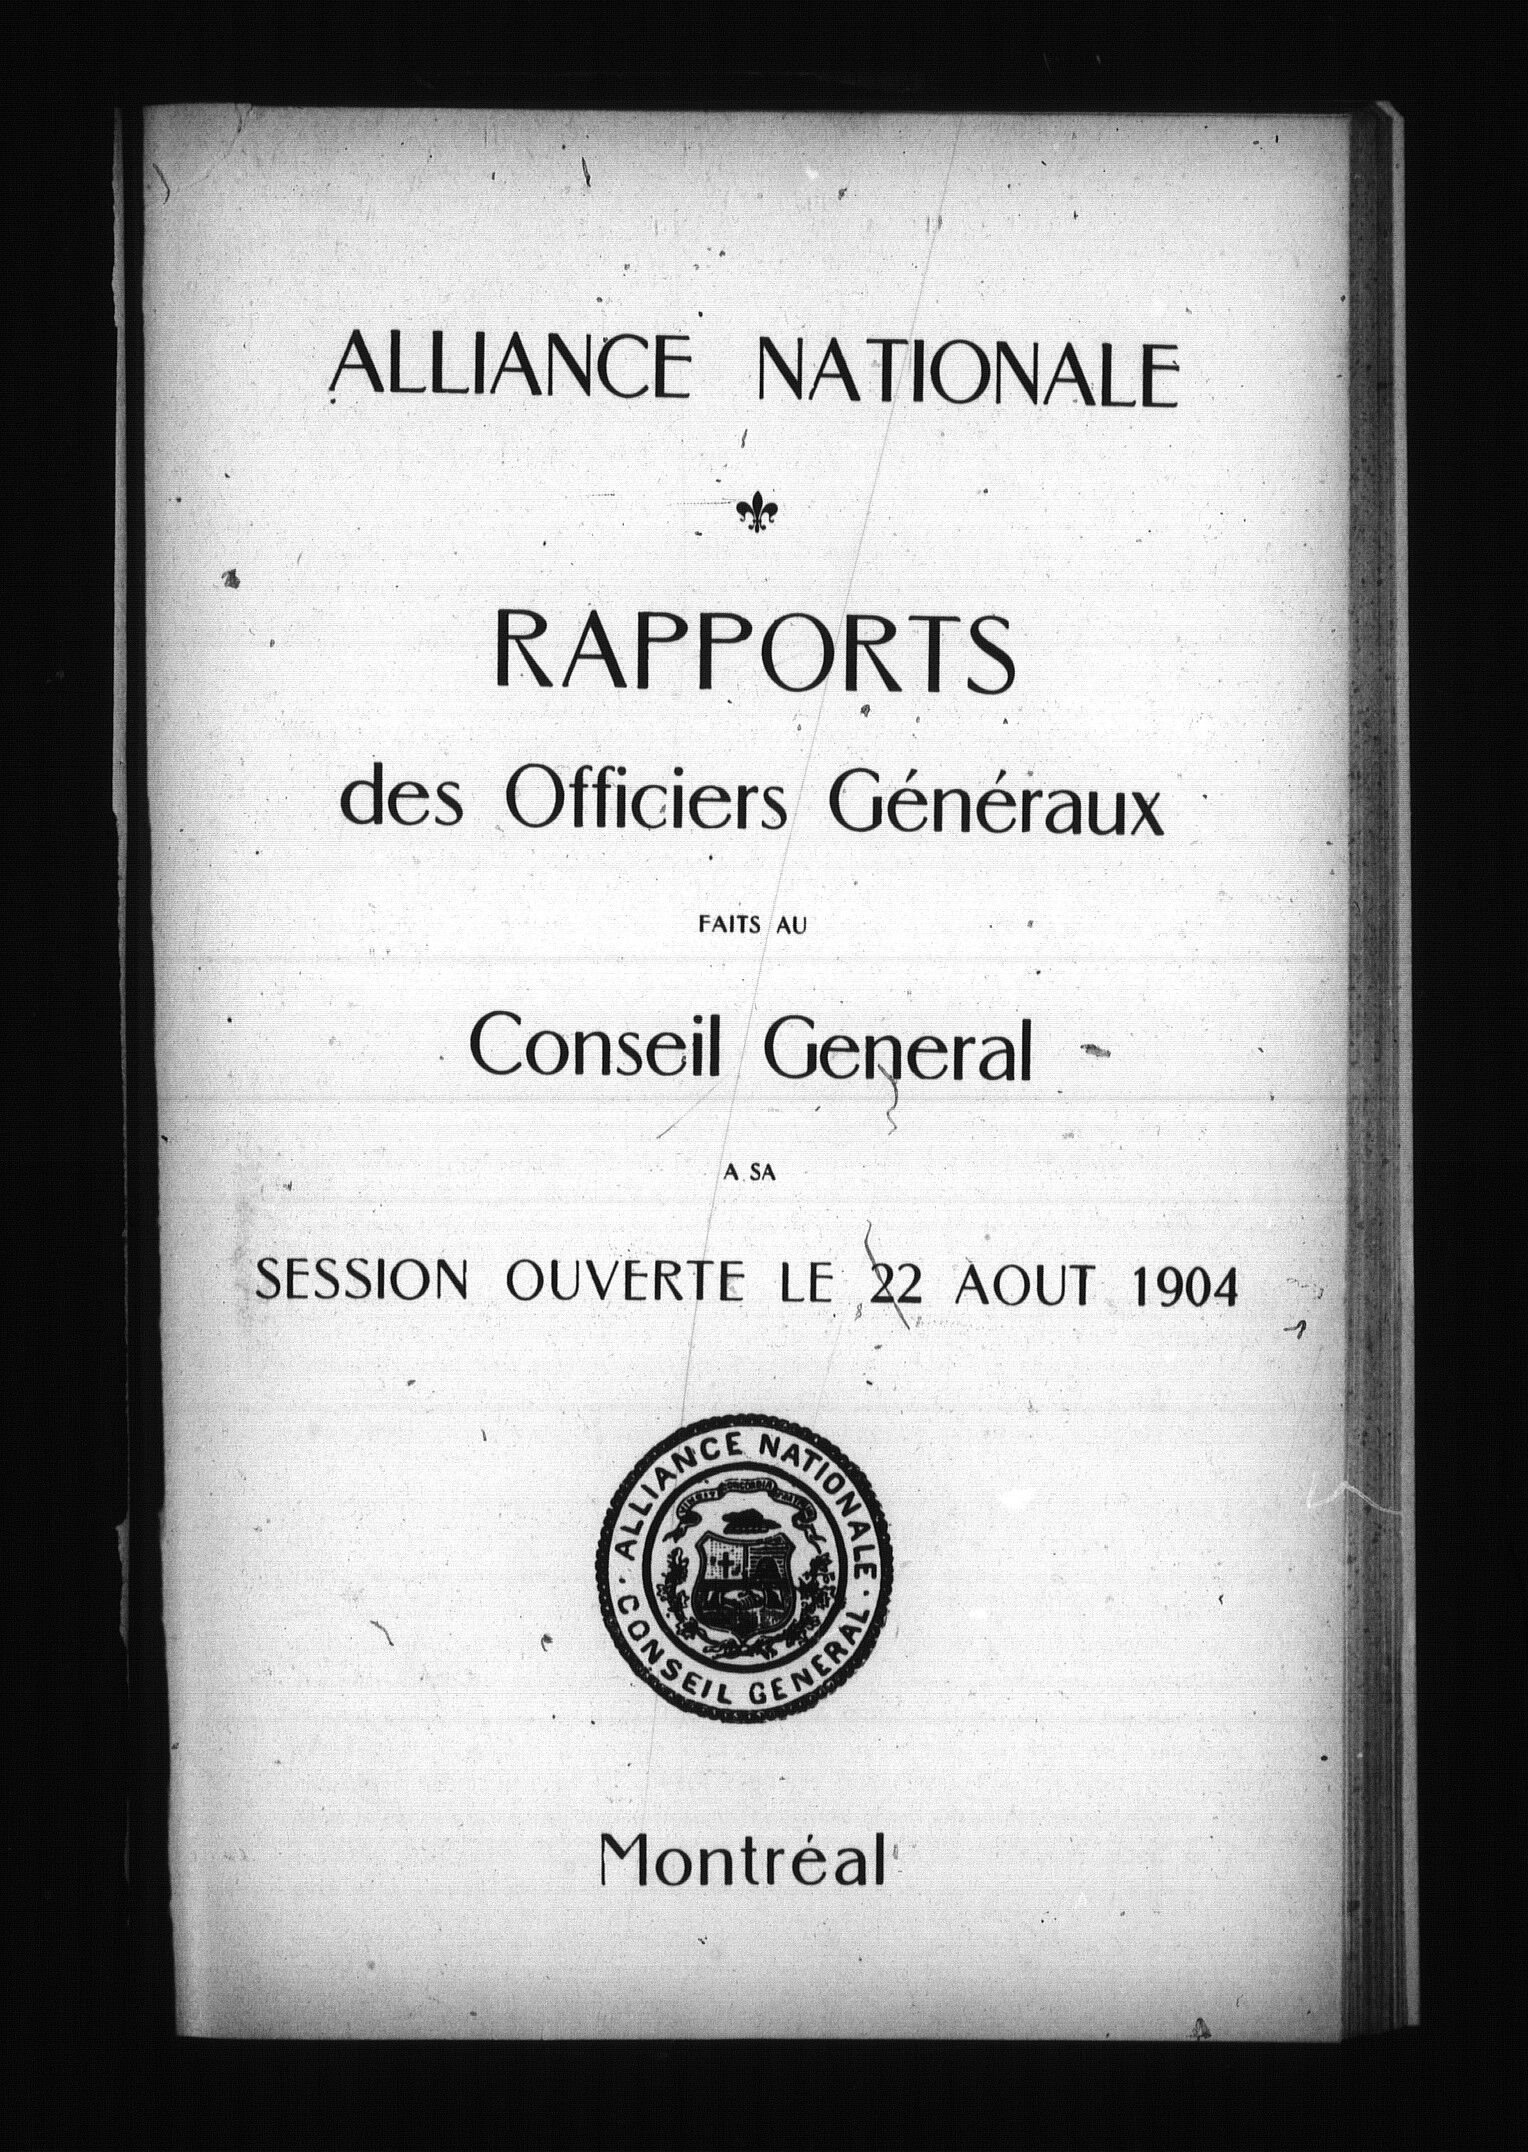 ALLIANCE NATIONALE
RAPPORTS
des Officiers Généraux
FAITS AU
Conseil General
A SA
SESSION OUVERTE LE 22 AOUT 1904
ALLIANCE NATIONALE
CONCORDIA
CONSEIL GENERAL
Montréal